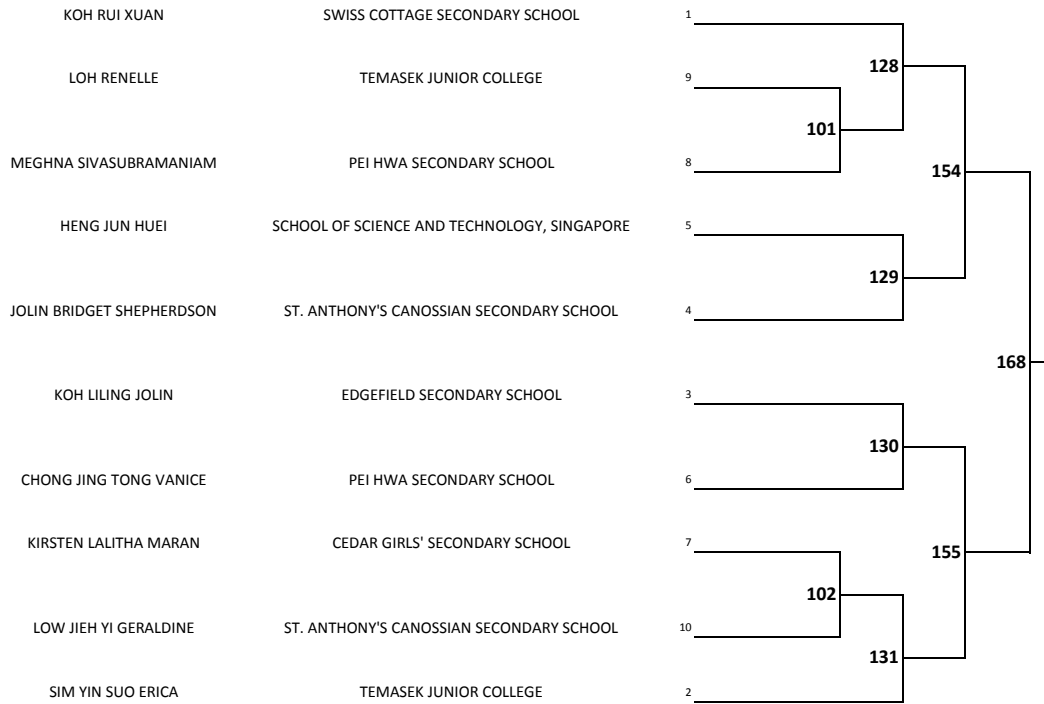 KOH RUI XUAN SWISS COTTAGE SECONDARY SCHOOL 1
128
LOH RENELLE TEMASEK JUNIOR COLLEGE 9
101
MEGHNA SIVASUBRAMANIAM PEI HWA SECONDARY SCHOOL 8
154
HENG JUN HUEI SCHOOL OF SCIENCE AND TECHNOLOGY, SINGAPORE 5
129
JOLIN BRIDGET SHEPHERDSON ST. ANTHONY'S CANOSSIAN SECONDARY SCHOOL 4
168
KOH LILING JOLIN EDGEFIELD SECONDARY SCHOOL 3
130
CHONG JING TONG VANICE PEI HWA SECONDARY SCHOOL 6
KIRSTEN LALITHA MARAN CEDAR GIRLS' SECONDARY SCHOOL 7
155
102
LOW JIEH YI GERALDINE ST. ANTHONY'S CANOSSIAN SECONDARY SCHOOL 10
131
SIM YIN SUO ERICA TEMASEK JUNIOR COLLEGE 2